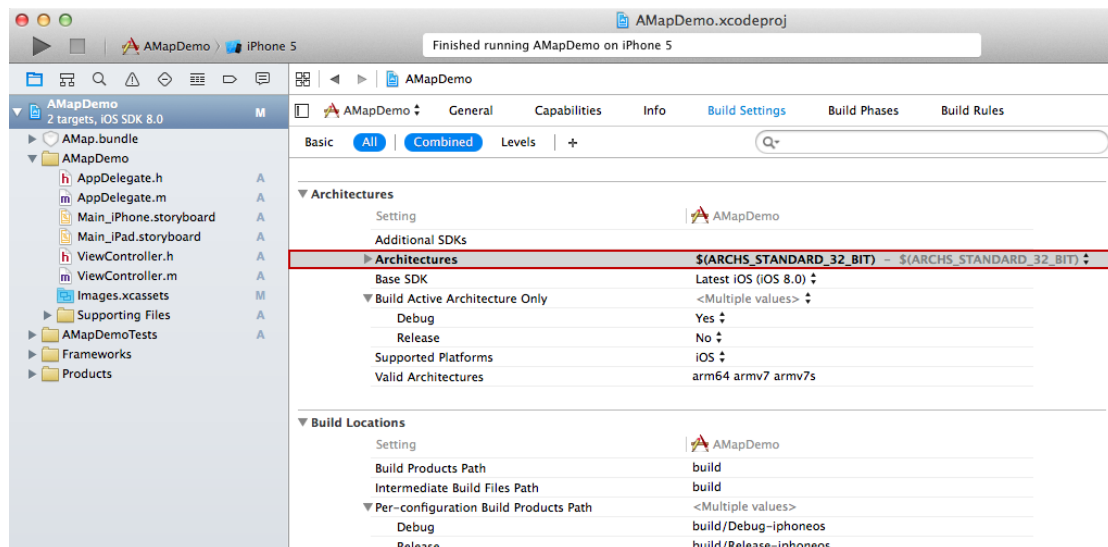 AMapDemo.xcodeproj
AMapDemo iPhone 5
Finished running AMapDemo on iPhone 5
AMapDemo
AMapDemo
2 targets, iOS SDK 8.0
M
AMapDemo General Capabilities Info Build Settings Build Phases Build Rules
AMap.bundle
Basic All Combined Levels +
AMapDemo
h AppDelegate.h A
m AppDelegate.m A
Main_iPhone.storyboard A
Main_iPad.storyboard A
h ViewController.h A
m ViewController.m A
Images.xcassets M
Supporting Files A
AMapDemoTests A
Frameworks
Products
Architectures
Setting AMapDemo
Additional SDKs
Architectures $(ARCHS_STANDARD_32_BIT) – $(ARCHS_STANDARD_32_BIT)
Base SDK Latest iOS (iOS 8.0)
Build Active Architecture Only <Multiple values>
Debug Yes
Release No
Supported Platforms iOS
Valid Architectures arm64 armv7 armv7s
Build Locations
Setting AMapDemo
Build Products Path build
Intermediate Build Files Path build
Per-configuration Build Products Path <Multiple values>
Debug build/Debug-iphoneos
Release build/Release-iphoneos